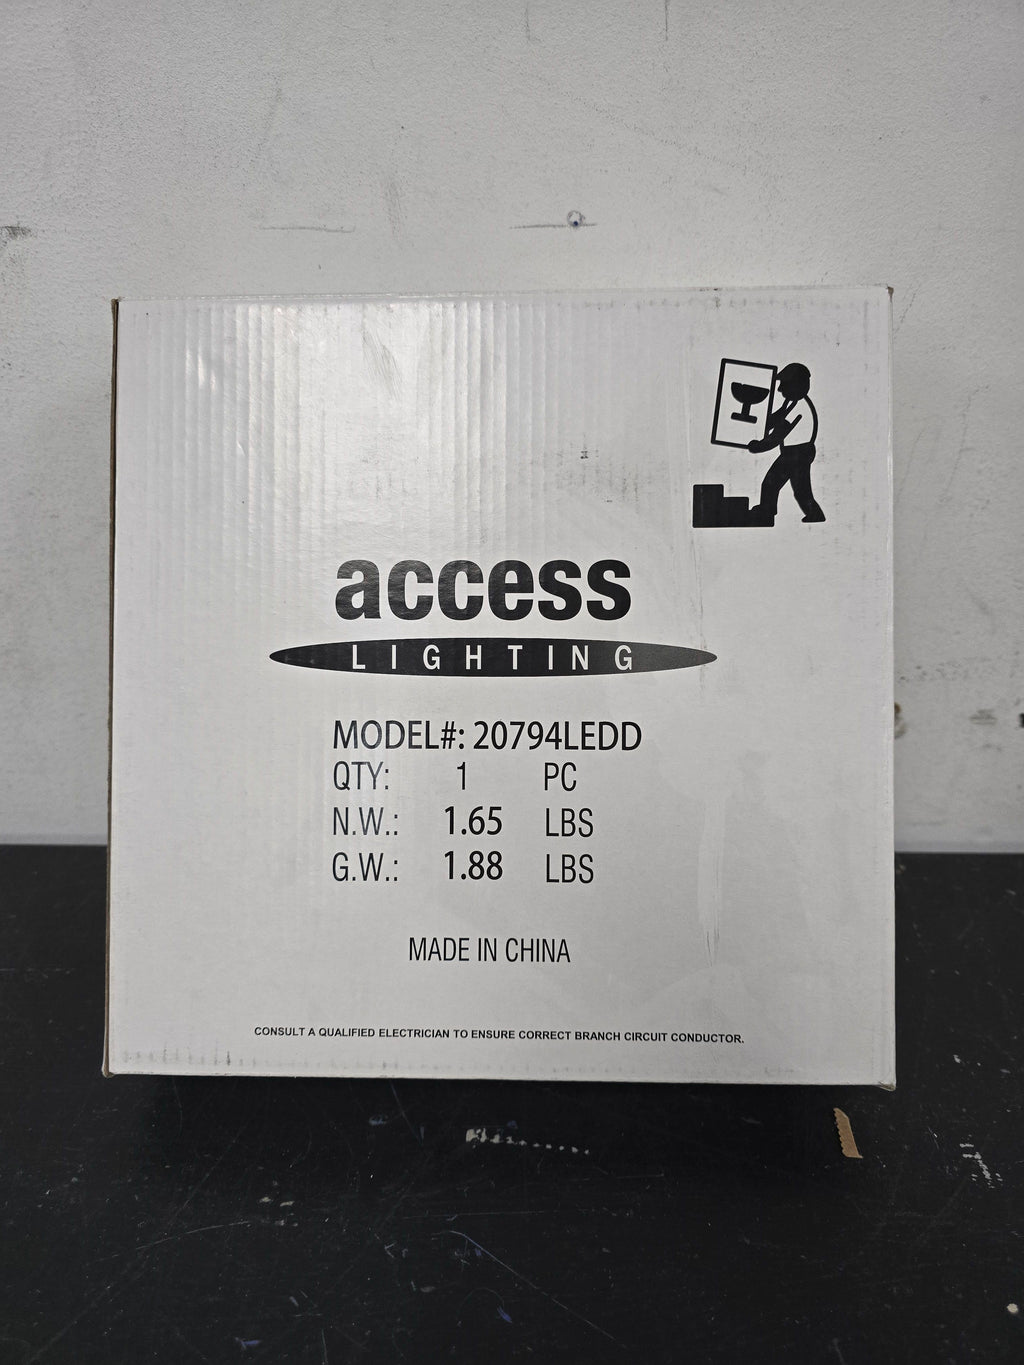 access
LIGHTING
MODEL#: 20794LEDD
QTY: 1 PC
N.W.: 1.65 LBS
G.W.: 1.88 LBS
MADE IN CHINA
CONSULT A QUALIFIED ELECTRICIAN TO ENSURE CORRECT BRANCH CIRCUIT CONDUCTOR.